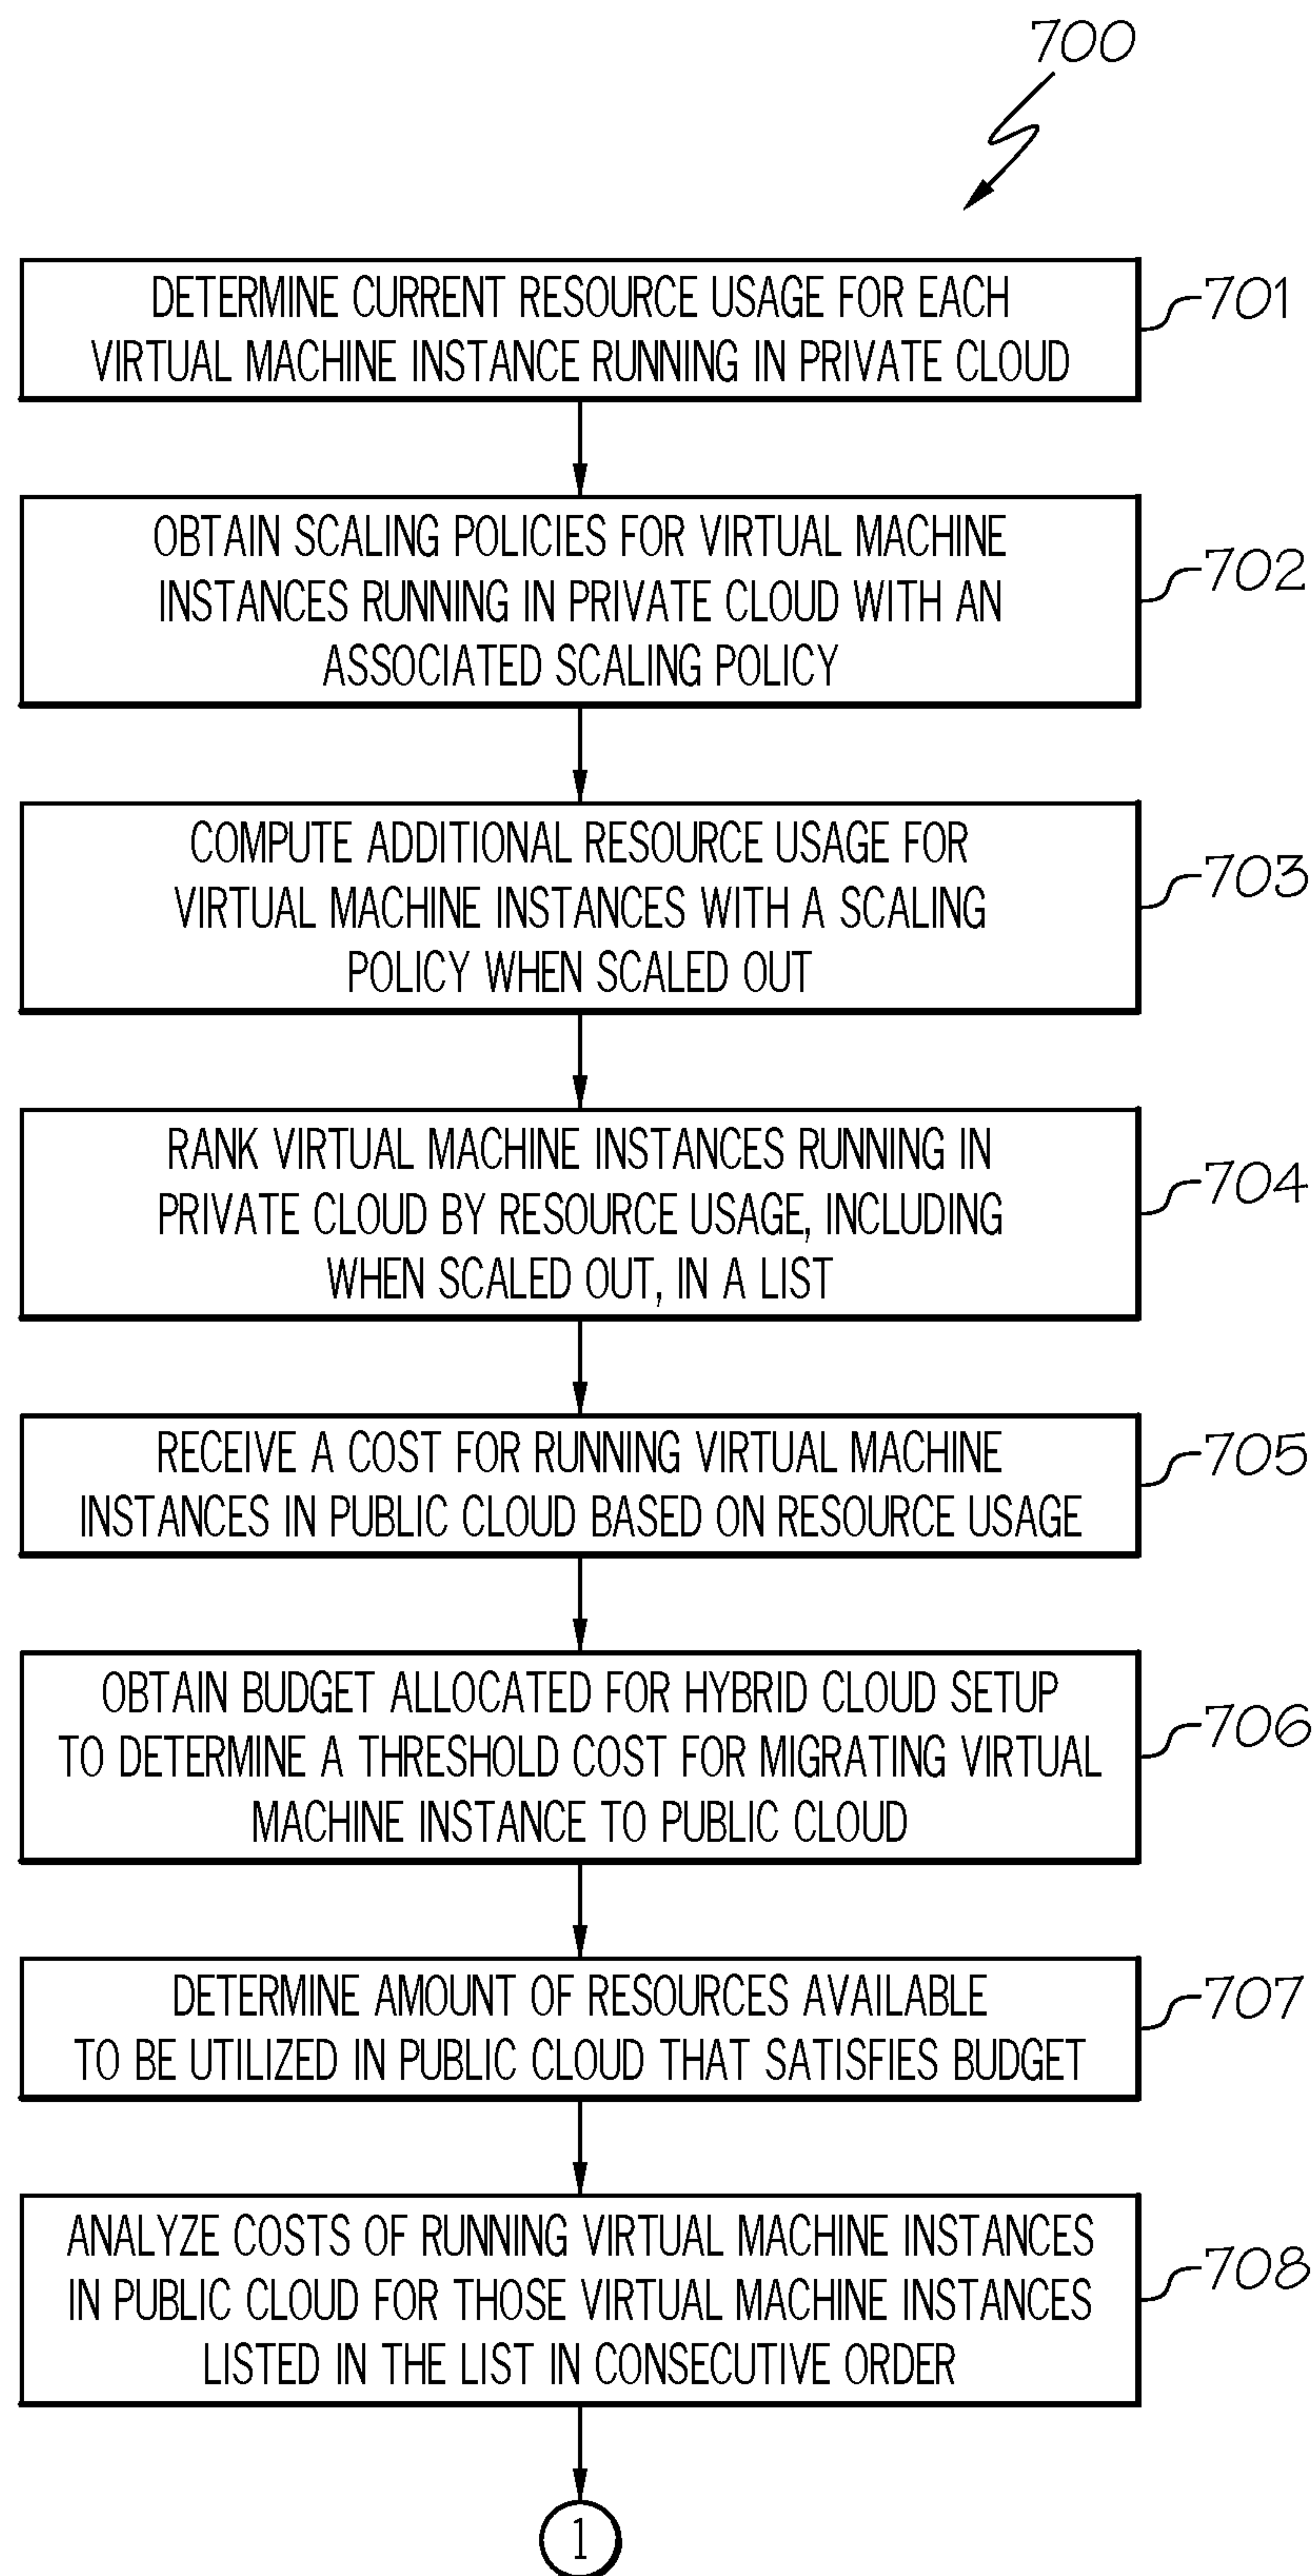 700
DETERMINE CURRENT RESOURCE USAGE FOR EACH
VIRTUAL MACHINE INSTANCE RUNNING IN PRIVATE CLOUD
701
OBTAIN SCALING POLICIES FOR VIRTUAL MACHINE
INSTANCES RUNNING IN PRIVATE CLOUD WITH AN
ASSOCIATED SCALING POLICY
702
COMPUTE ADDITIONAL RESOURCE USAGE FOR
VIRTUAL MACHINE INSTANCES WITH A SCALING
POLICY WHEN SCALED OUT
703
RANK VIRTUAL MACHINE INSTANCES RUNNING IN
PRIVATE CLOUD BY RESOURCE USAGE, INCLUDING
WHEN SCALED OUT, IN A LIST
704
RECEIVE A COST FOR RUNNING VIRTUAL MACHINE
INSTANCES IN PUBLIC CLOUD BASED ON RESOURCE USAGE
705
OBTAIN BUDGET ALLOCATED FOR HYBRID CLOUD SETUP
TO DETERMINE A THRESHOLD COST FOR MIGRATING VIRTUAL
MACHINE INSTANCE TO PUBLIC CLOUD
706
DETERMINE AMOUNT OF RESOURCES AVAILABLE
TO BE UTILIZED IN PUBLIC CLOUD THAT SATISFIES BUDGET
707
ANALYZE COSTS OF RUNNING VIRTUAL MACHINE INSTANCES
IN PUBLIC CLOUD FOR THOSE VIRTUAL MACHINE INSTANCES
LISTED IN THE LIST IN CONSECUTIVE ORDER
708
1